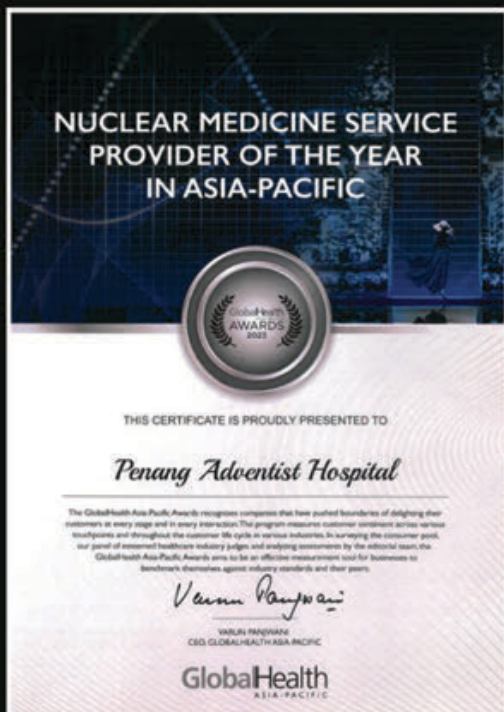 NUCLEAR MEDICINE SERVICE
PROVIDER OF THE YEAR
IN ASIA-PACIFIC
GlobalHealth
AWARDS
2023
THIS CERTIFICATE IS PROUDLY PRESENTED TO
Penang Adventist Hospital
The GlobalHealth Asia-Pacific Awards recognises companies that have pushed boundaries of delighting their
customers at every stage and in every interaction. The program measures customer sentiment across various
touchpoints and throughout the customer life cycle in various industries. In surveying the consumer pool,
our panel of esteemed healthcare industry judges and analysing assessments by the editorial team, the
GlobalHealth Asia-Pacific Awards aims to be an effective measurement tool for businesses to
benchmark themselves against industry standards and their peers.
Varun Panjwani
VARUN PANJWANI
CEO, GLOBALHEALTH ASIA-PACIFIC
GlobalHealth
ASIA-PACIFIC